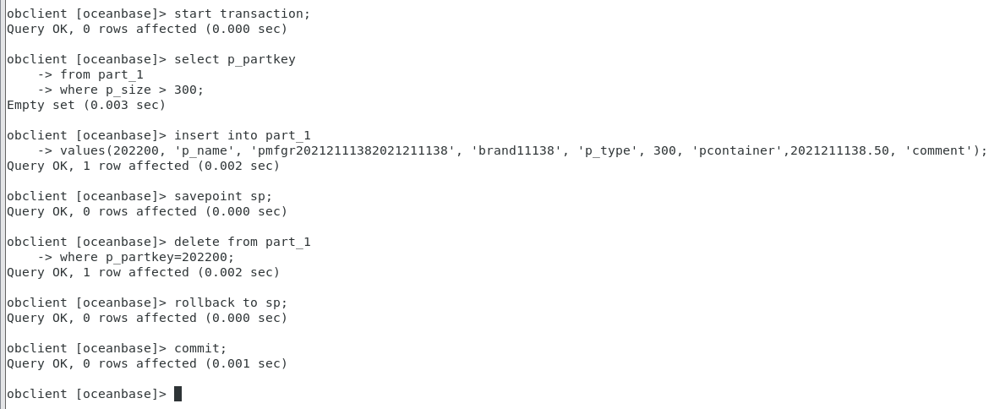 obclient [oceanbase]> start transaction;
Query OK, 0 rows affected (0.000 sec)
obclient [oceanbase]> select p_partkey
    -> from part_1
    -> where p_size > 300;
Empty set (0.003 sec)
obclient [oceanbase]> insert into part_1
    -> values(202200, 'p_name', 'pmfgr20212111382021211138', 'brand11138', 'p_type', 300, 'pcontainer',2021211138.50, 'comment');
Query OK, 1 row affected (0.002 sec)
obclient [oceanbase]> savepoint sp;
Query OK, 0 rows affected (0.000 sec)
obclient [oceanbase]> delete from part_1
    -> where p_partkey=202200;
Query OK, 1 row affected (0.002 sec)
obclient [oceanbase]> rollback to sp;
Query OK, 0 rows affected (0.000 sec)
obclient [oceanbase]> commit;
Query OK, 0 rows affected (0.001 sec)
obclient [oceanbase]>